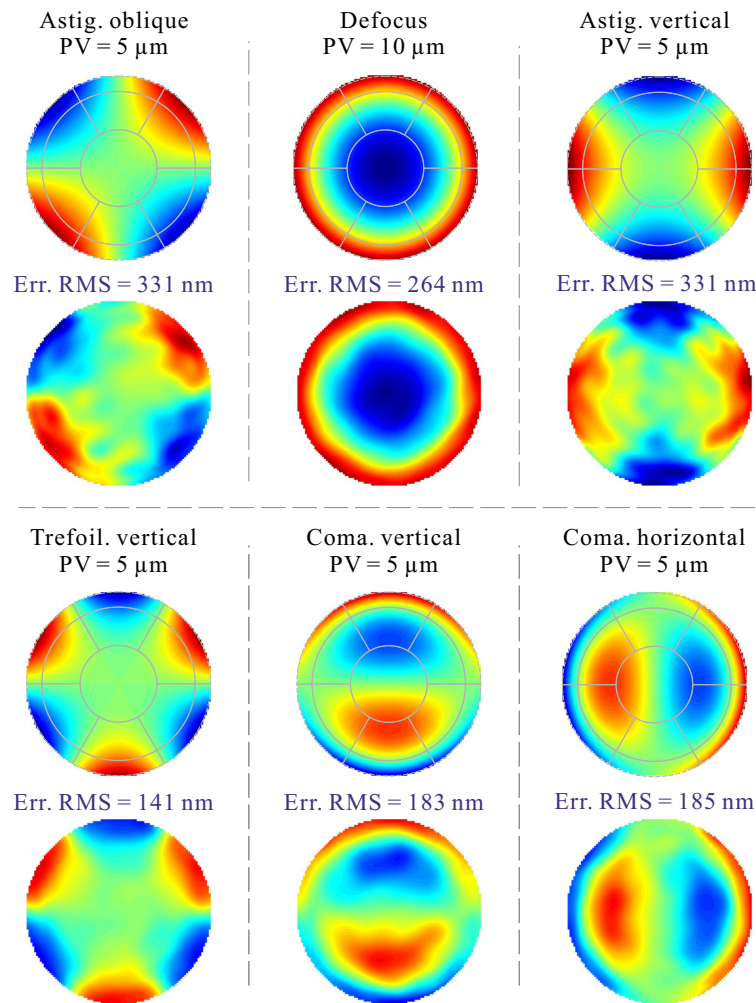 Astig. oblique
PV = 5 µm
Defocus
PV = 10 µm
Astig. vertical
PV = 5 µm
Err. RMS = 331 nm
Err. RMS = 264 nm
Err. RMS = 331 nm
Trefoil. vertical
PV = 5 µm
Coma. vertical
PV = 5 µm
Coma. horizontal
PV = 5 µm
Err. RMS = 141 nm
Err. RMS = 183 nm
Err. RMS = 185 nm